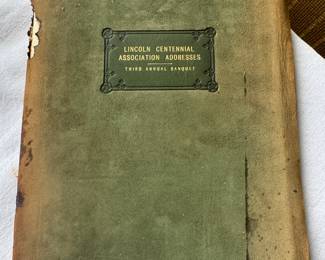 LINCOLN CENTENNIAL
ASSOCIATION ADDRESSES
THIRD ANNUAL BANQUET